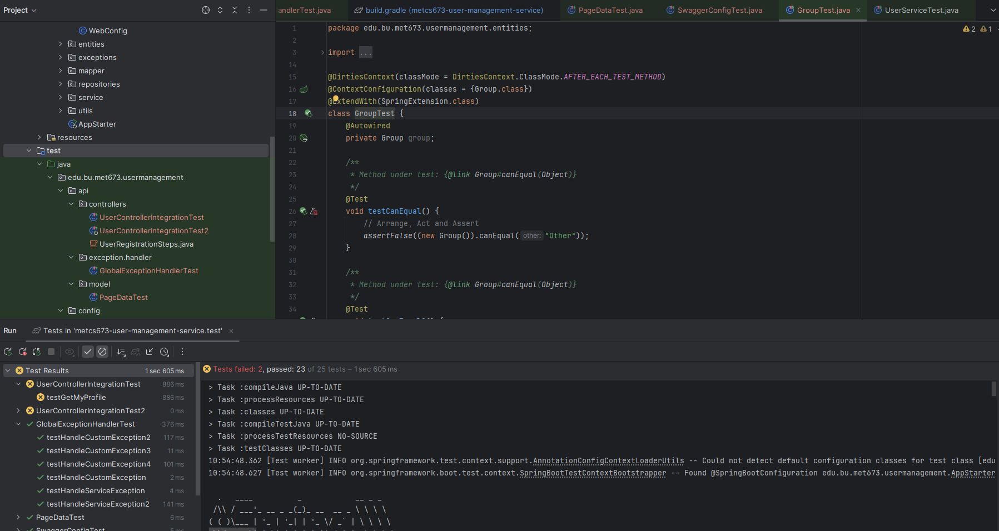 Project
WebConfig
entities
exceptions
mapper
repositories
service
utils
AppStarter
resources
test
java
edu.bu.met673.usermanagement
api
controllers
UserControllerIntegrationTest
UserControllerIntegrationTest2
UserRegistrationSteps.java
exception.handler
GlobalExceptionHandlerTest
model
PageDataTest
config
andlerTest.java
build.gradle (metcs673-user-management-service)
PageDataTest.java
SwaggerConfigTest.java
GroupTest.java
UserServiceTest.java
2 1
1 package edu.bu.met673.usermanagement.entities;
2
3 import ...
14
15 @DirtiesContext(classMode = DirtiesContext.ClassMode.AFTER_EACH_TEST_METHOD)
16 @ContextConfiguration(classes = {Group.class})
17 @ExtendWith(SpringExtension.class)
18 class GroupTest {
19 @Autowired
20 private Group group;
21
22 /**
23 * Method under test: {@link Group#canEqual(Object)}
24 */
25 @Test
26 void testCanEqual() {
27 // Arrange, Act and Assert
28 assertFalse((new Group()).canEqual( other: "Other"));
29 }
30
31 /**
32 * Method under test: {@link Group#canEqual(Object)}
33 */
34 @Test
Run
Tests in 'metcs673-user-management-service.test'
Test Results 1 sec 605 ms
UserControllerIntegrationTest 886 ms
testGetMyProfile 886 ms
UserControllerIntegrationTest2 0 ms
GlobalExceptionHandlerTest 376 ms
testHandleCustomException2 117 ms
testHandleCustomException3 11 ms
testHandleCustomException4 101 ms
testHandleCustomException 2 ms
testHandleServiceException 4 ms
testHandleServiceException2 141 ms
PageDataTest 6 ms
SwaggerConfigTest 5 ms
Tests failed: 2, passed: 23 of 25 tests – 1 sec 605 ms
> Task :compileJava UP-TO-DATE
> Task :processResources UP-TO-DATE
> Task :classes UP-TO-DATE
> Task :compileTestJava UP-TO-DATE
> Task :processTestResources NO-SOURCE
> Task :testClasses UP-TO-DATE
10:54:48.362 [Test worker] INFO org.springframework.test.context.support.AnnotationConfigContextLoaderUtils -- Could not detect default configuration classes for test class [edu
10:54:48.627 [Test worker] INFO org.springframework.boot.test.context.SpringBootTestContextBootstrapper -- Found @SpringBootConfiguration edu.bu.met673.usermanagement.AppStarter